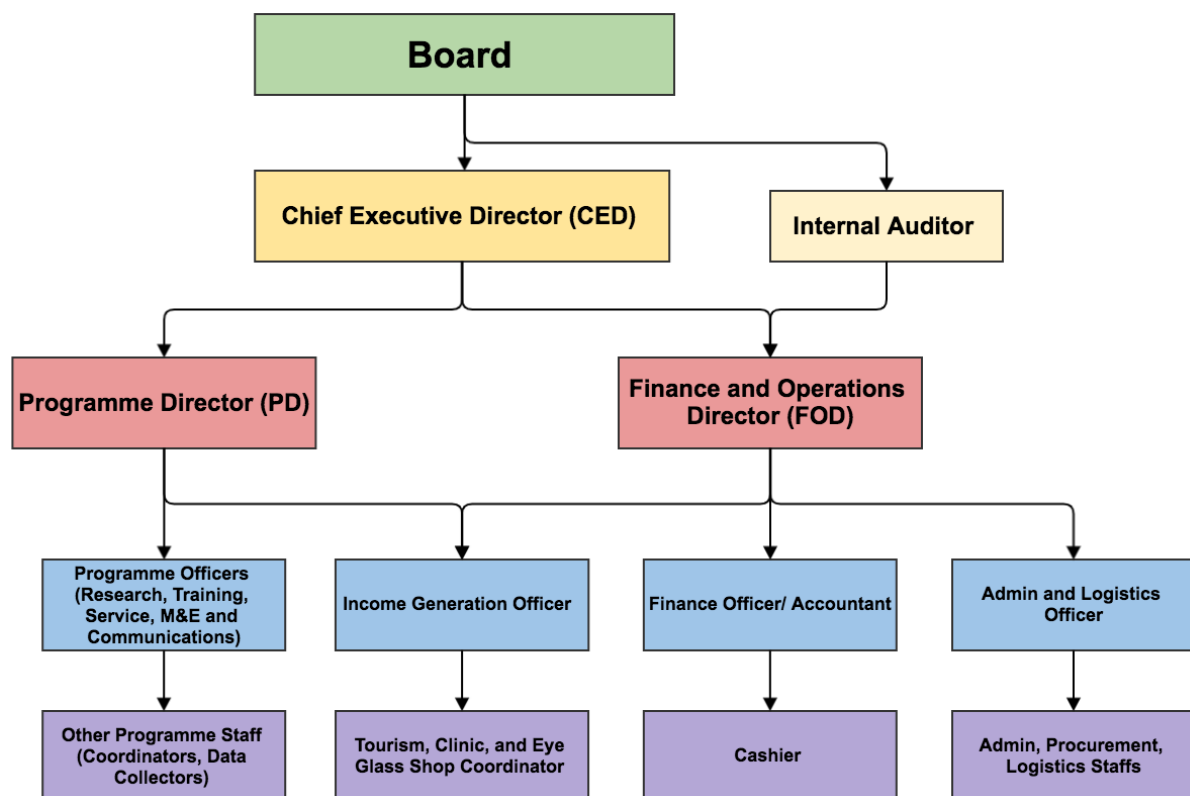 Board
Chief Executive Director (CED)
Internal Auditor
Programme Director (PD)
Finance and Operations
Director (FOD)
Programme Officers
(Research, Training,
Service, M&E and
Communications)
Income Generation Officer
Finance Officer/ Accountant
Admin and Logistics
Officer
Other Programme Staff
(Coordinators, Data
Collectors)
Tourism, Clinic, and Eye
Glass Shop Coordinator
Cashier
Admin, Procurement,
Logistics Staffs